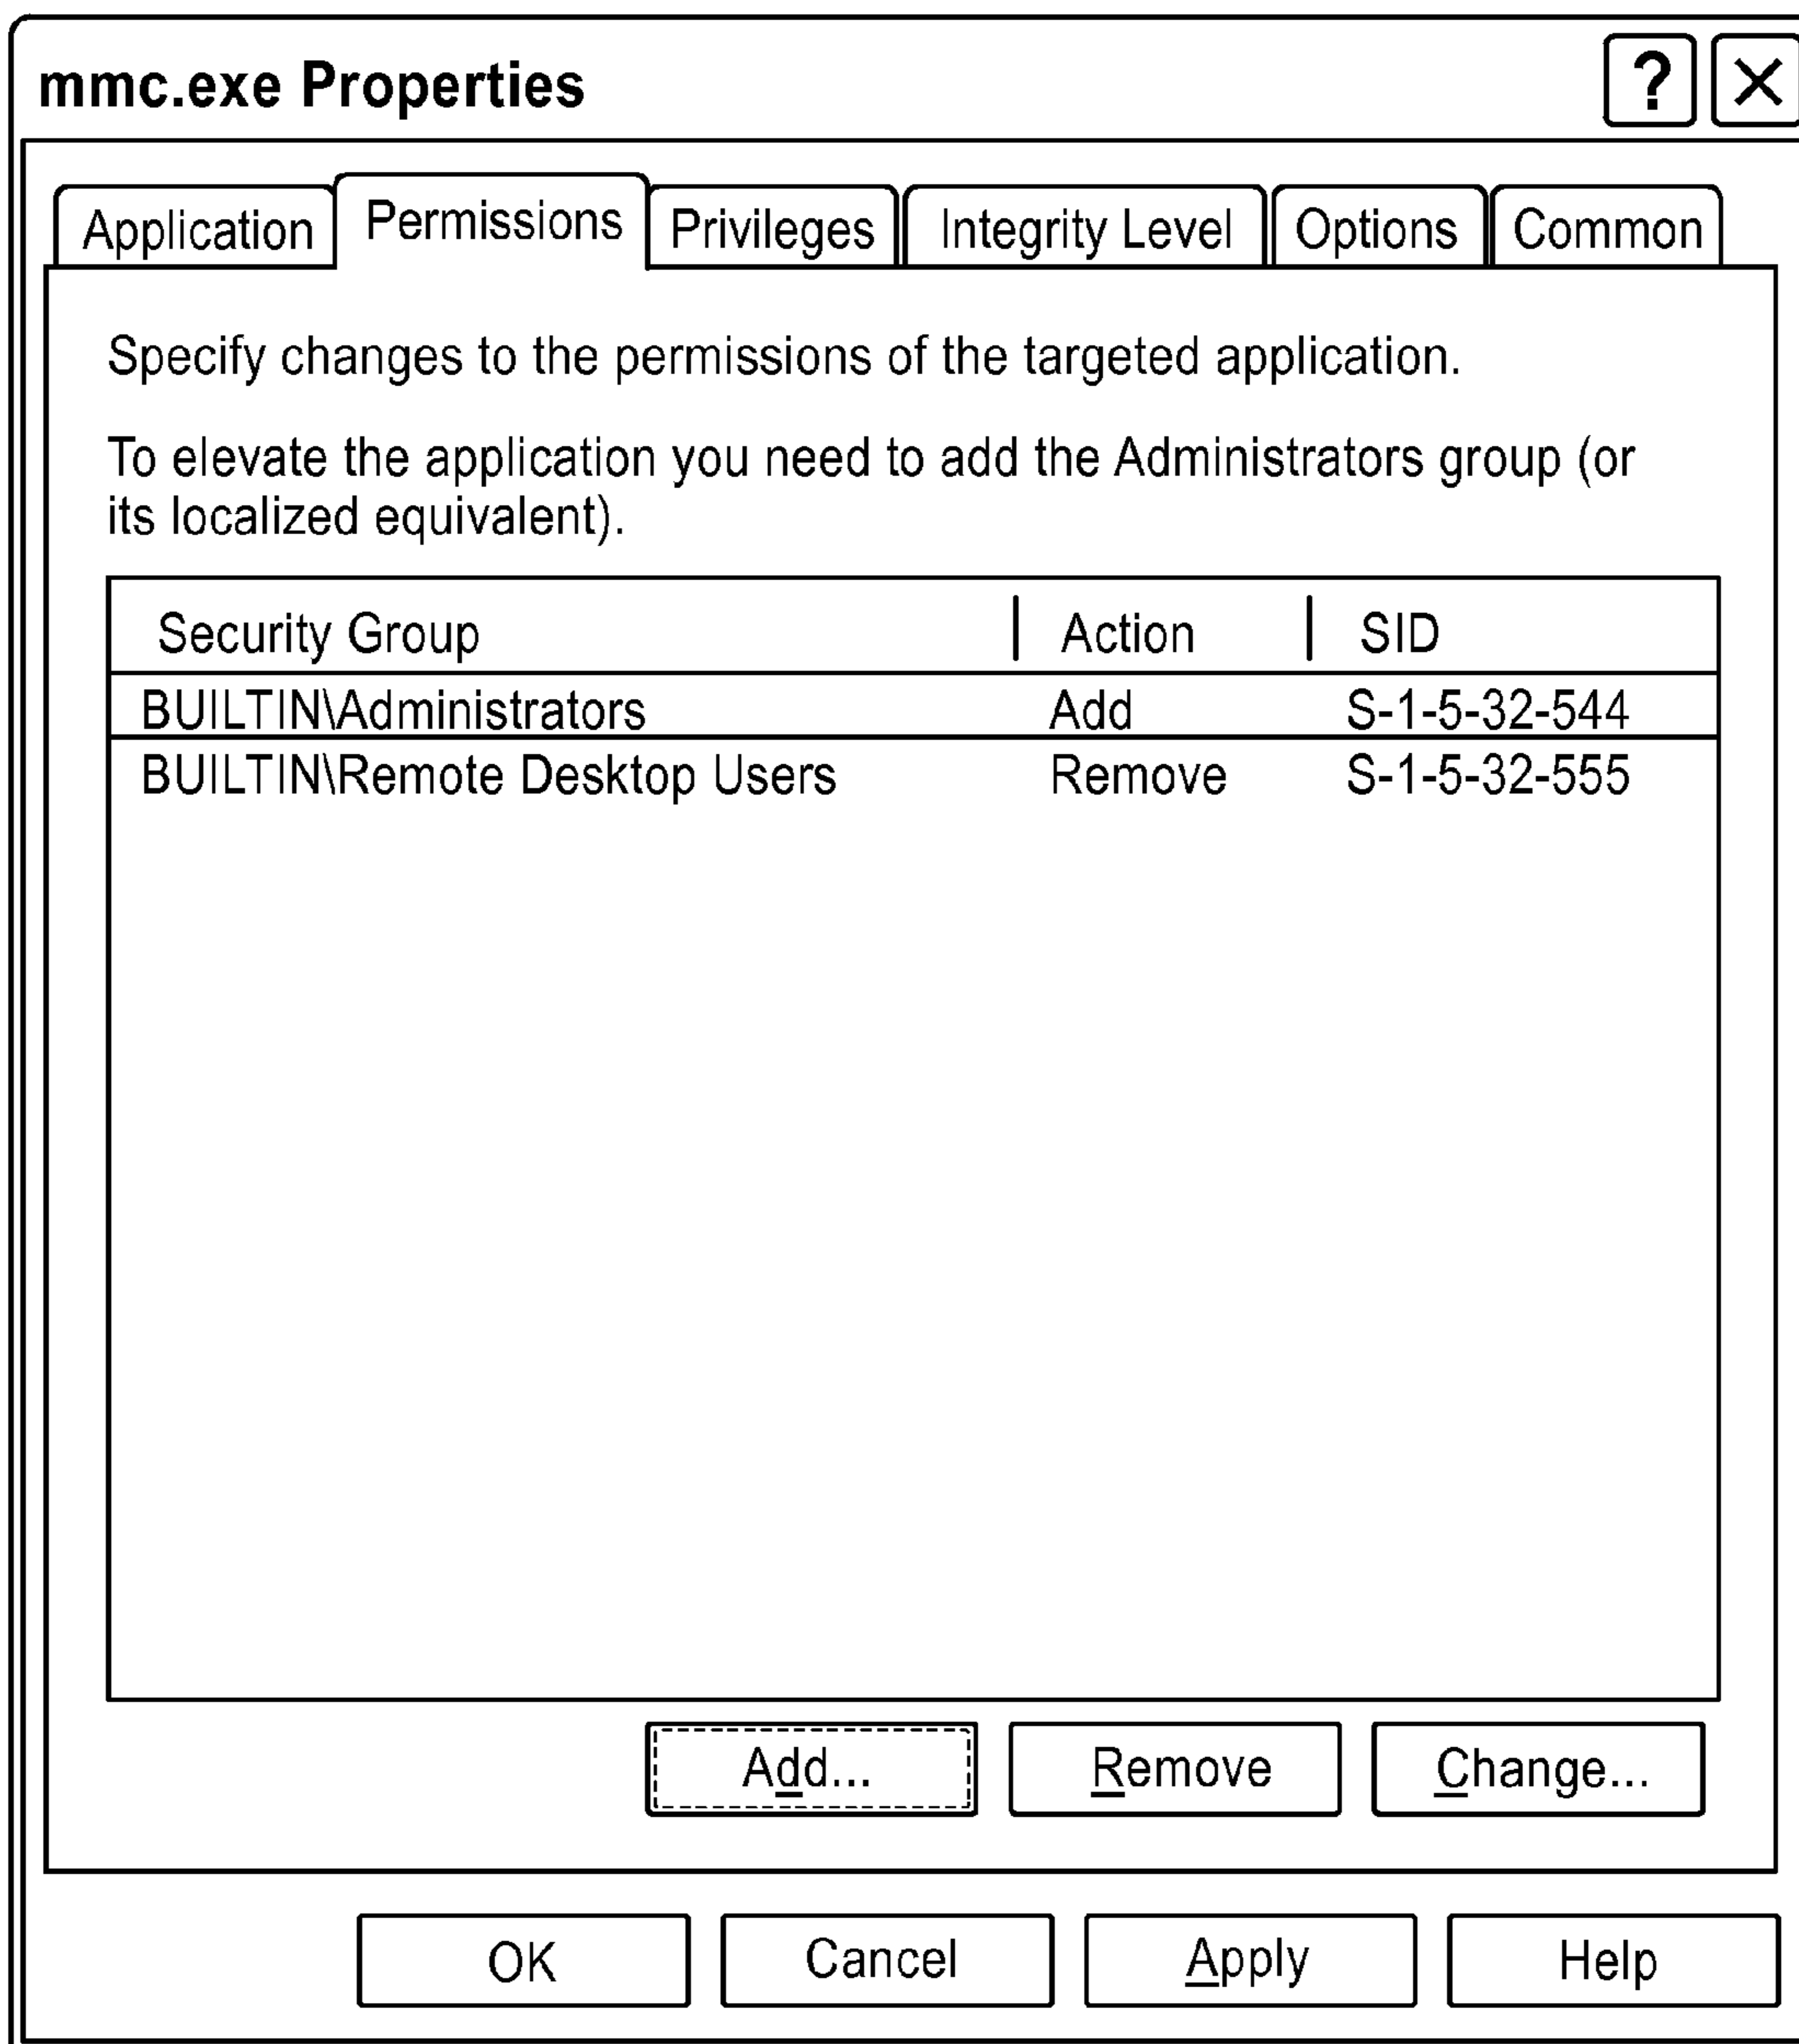 mmc.exe Properties ? X
Application Permissions Privileges Integrity Level Options Common
Specify changes to the permissions of the targeted application.
To elevate the application you need to add the Administrators group (or
its localized equivalent).
Security Group Action SID
BUILTIN\Administrators Add S-1-5-32-544
BUILTIN\Remote Desktop Users Remove S-1-5-32-555
Add... Remove Change...
OK Cancel Apply Help